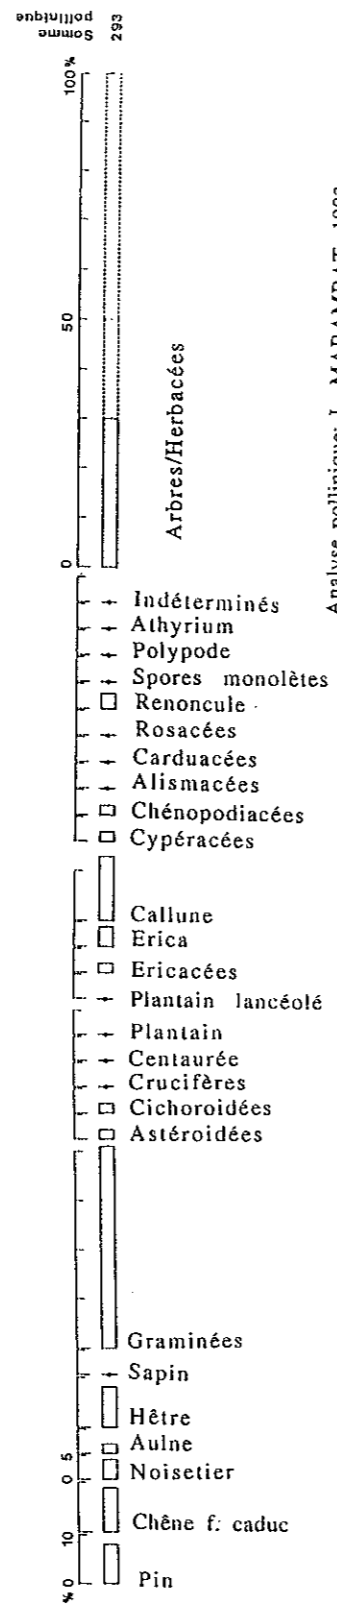 Somme
pollinique
293
100%
50
0
Arbres/Herbacées
Analyse pollinique: L. MARAMBAT, 1993
Indéterminés
Athyrium
Polypode
Spores monolètes
Renoncule
Rosacées
Carduacées
Alismacées
Chénopodiacées
Cypéracées
Callune
Erica
Ericacées
Plantain lancéolé
Plantain
Centaurée
Crucifères
Cichoroidées
Astéroidées
Graminées
Sapin
Hêtre
Aulne
0 5
Noisetier
Chêne f: caduc
10
% 0
Pin